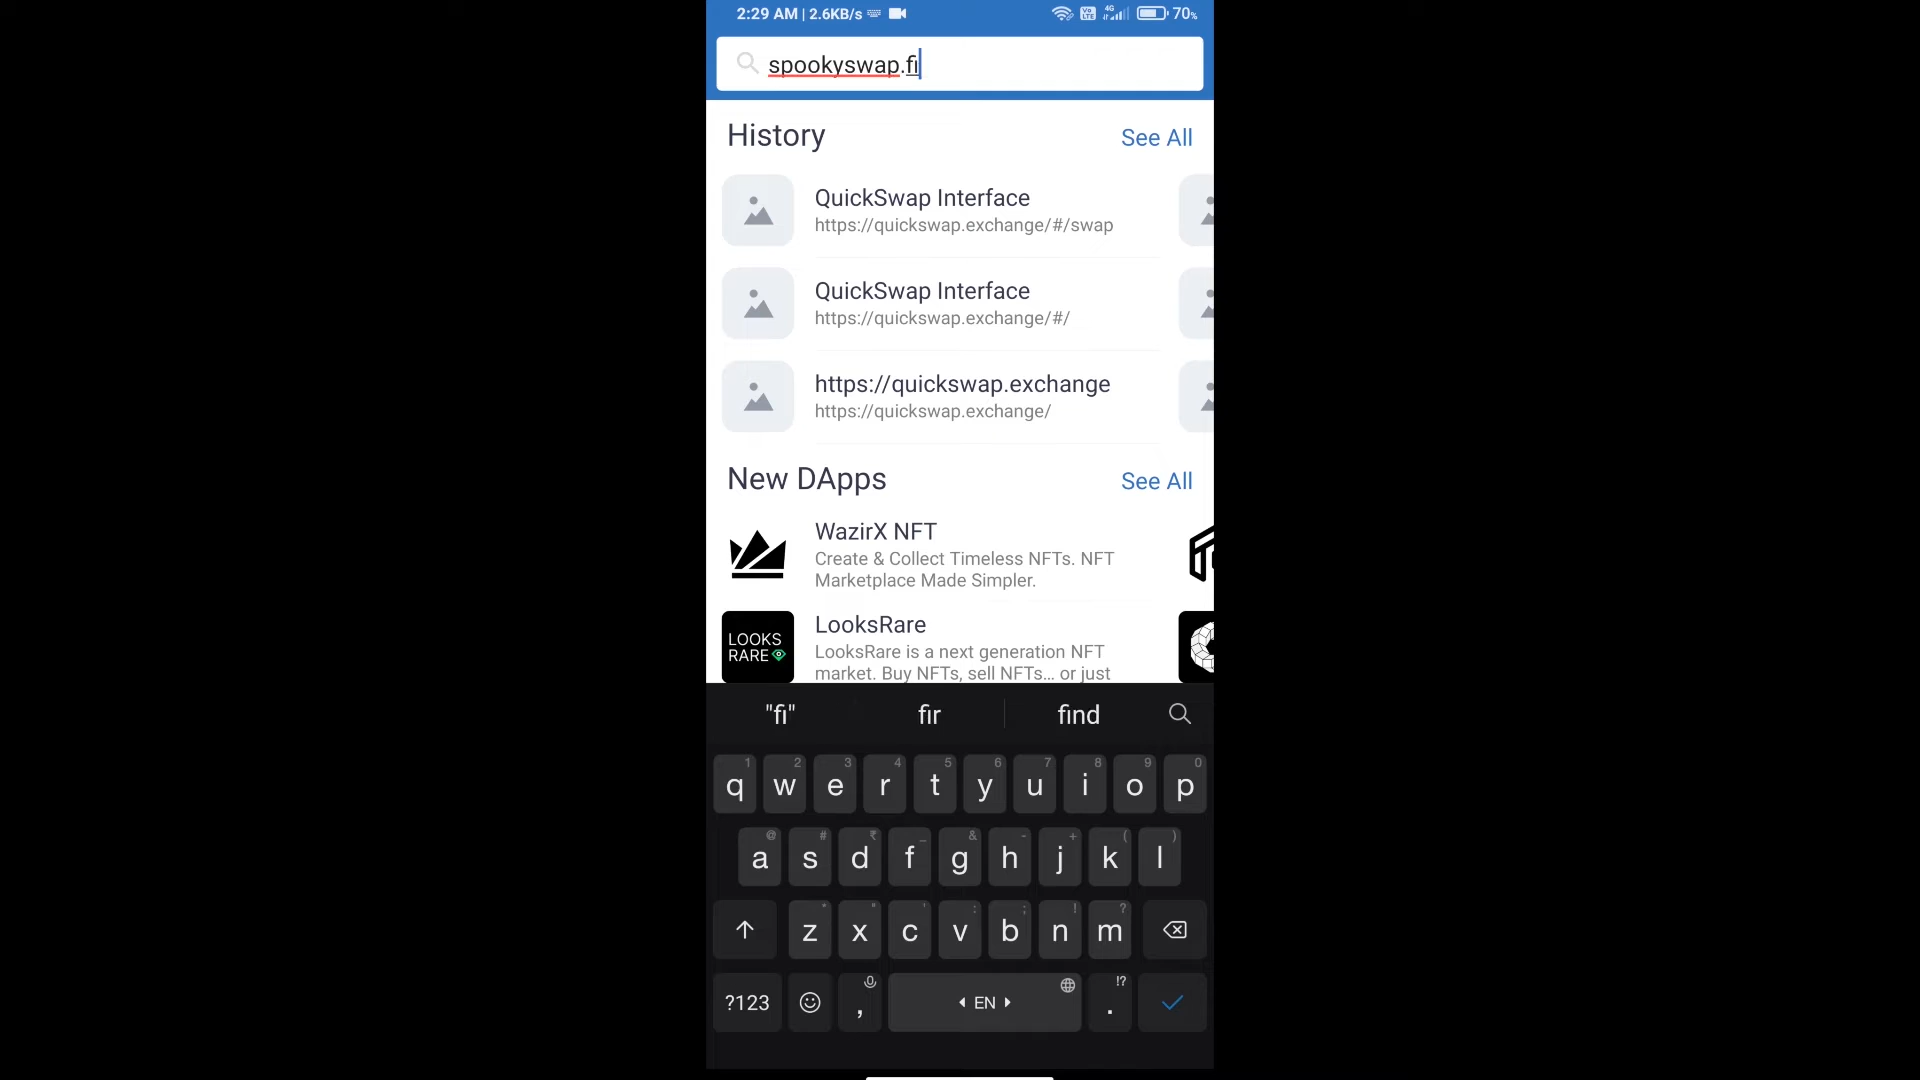 2:29 AM | 2.6KB/s
Vo LTE 4G 70%
spookyswap.fi
History See All
QuickSwap Interface
https://quickswap.exchange/#/swap
QuickSwap Interface
https://quickswap.exchange/#/
https://quickswap.exchange
https://quickswap.exchange/
New DApps See All
WazirX NFT
Create & Collect Timeless NFTs. NFT
Marketplace Made Simpler.
LOOKS
RARE
LooksRare
LooksRare is a next generation NFT
market. Buy NFTs, sell NFTs... or just
"fi" fir find
1 2 3 4 5 6 7 8 9 0
q w e r t y u i o p
@ # ₹ _ & - + ( )
a s d f g h j k l
* " ' : ; ! ?
z x c v b n m
!?
?123 , EN .